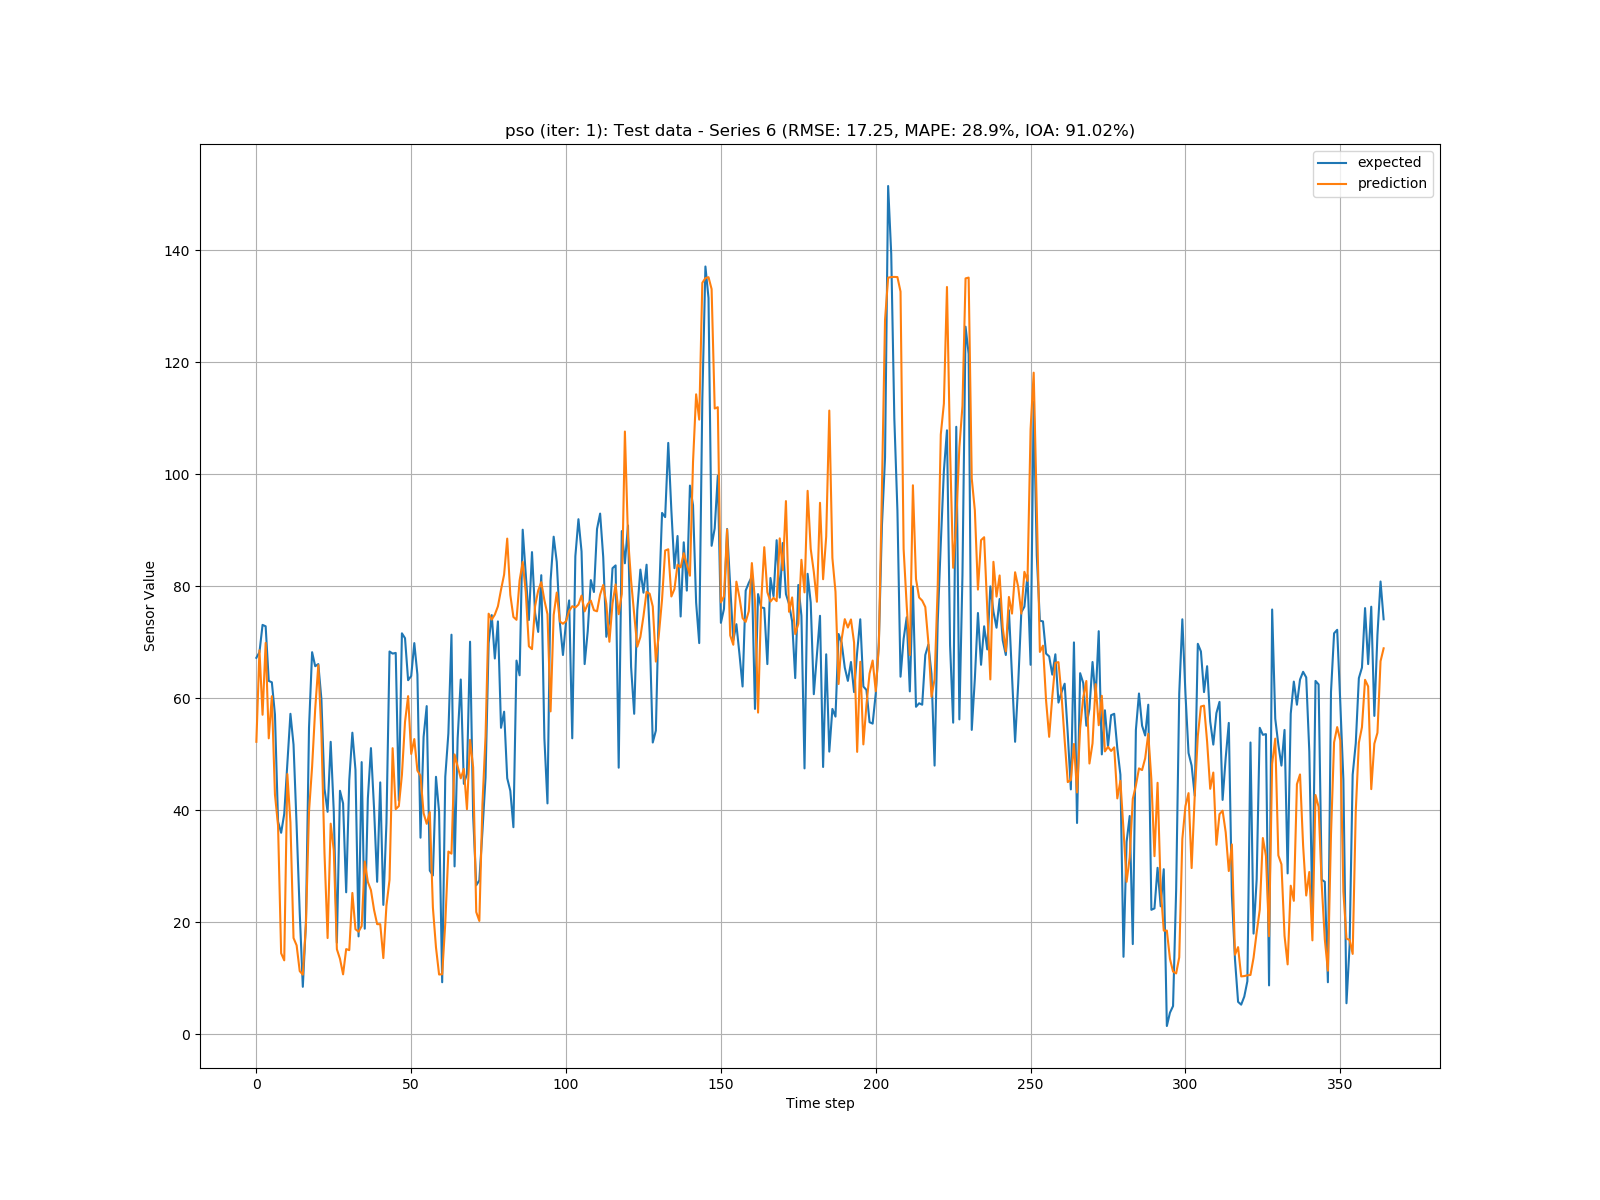 pso (iter: 1): Test data - Series 6 (RMSE: 17.25, MAPE: 28.9%, IOA: 91.02%)
expected
prediction
140
120
100
80
60
40
20
0
Sensor Value
0 50 100 150 200 250 300 350
Time step